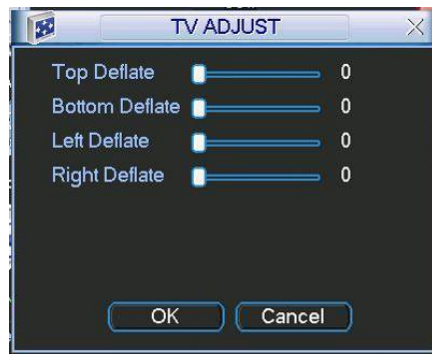 TV ADJUST
Top Deflate 0
Bottom Deflate 0
Left Deflate 0
Right Deflate 0
OK Cancel